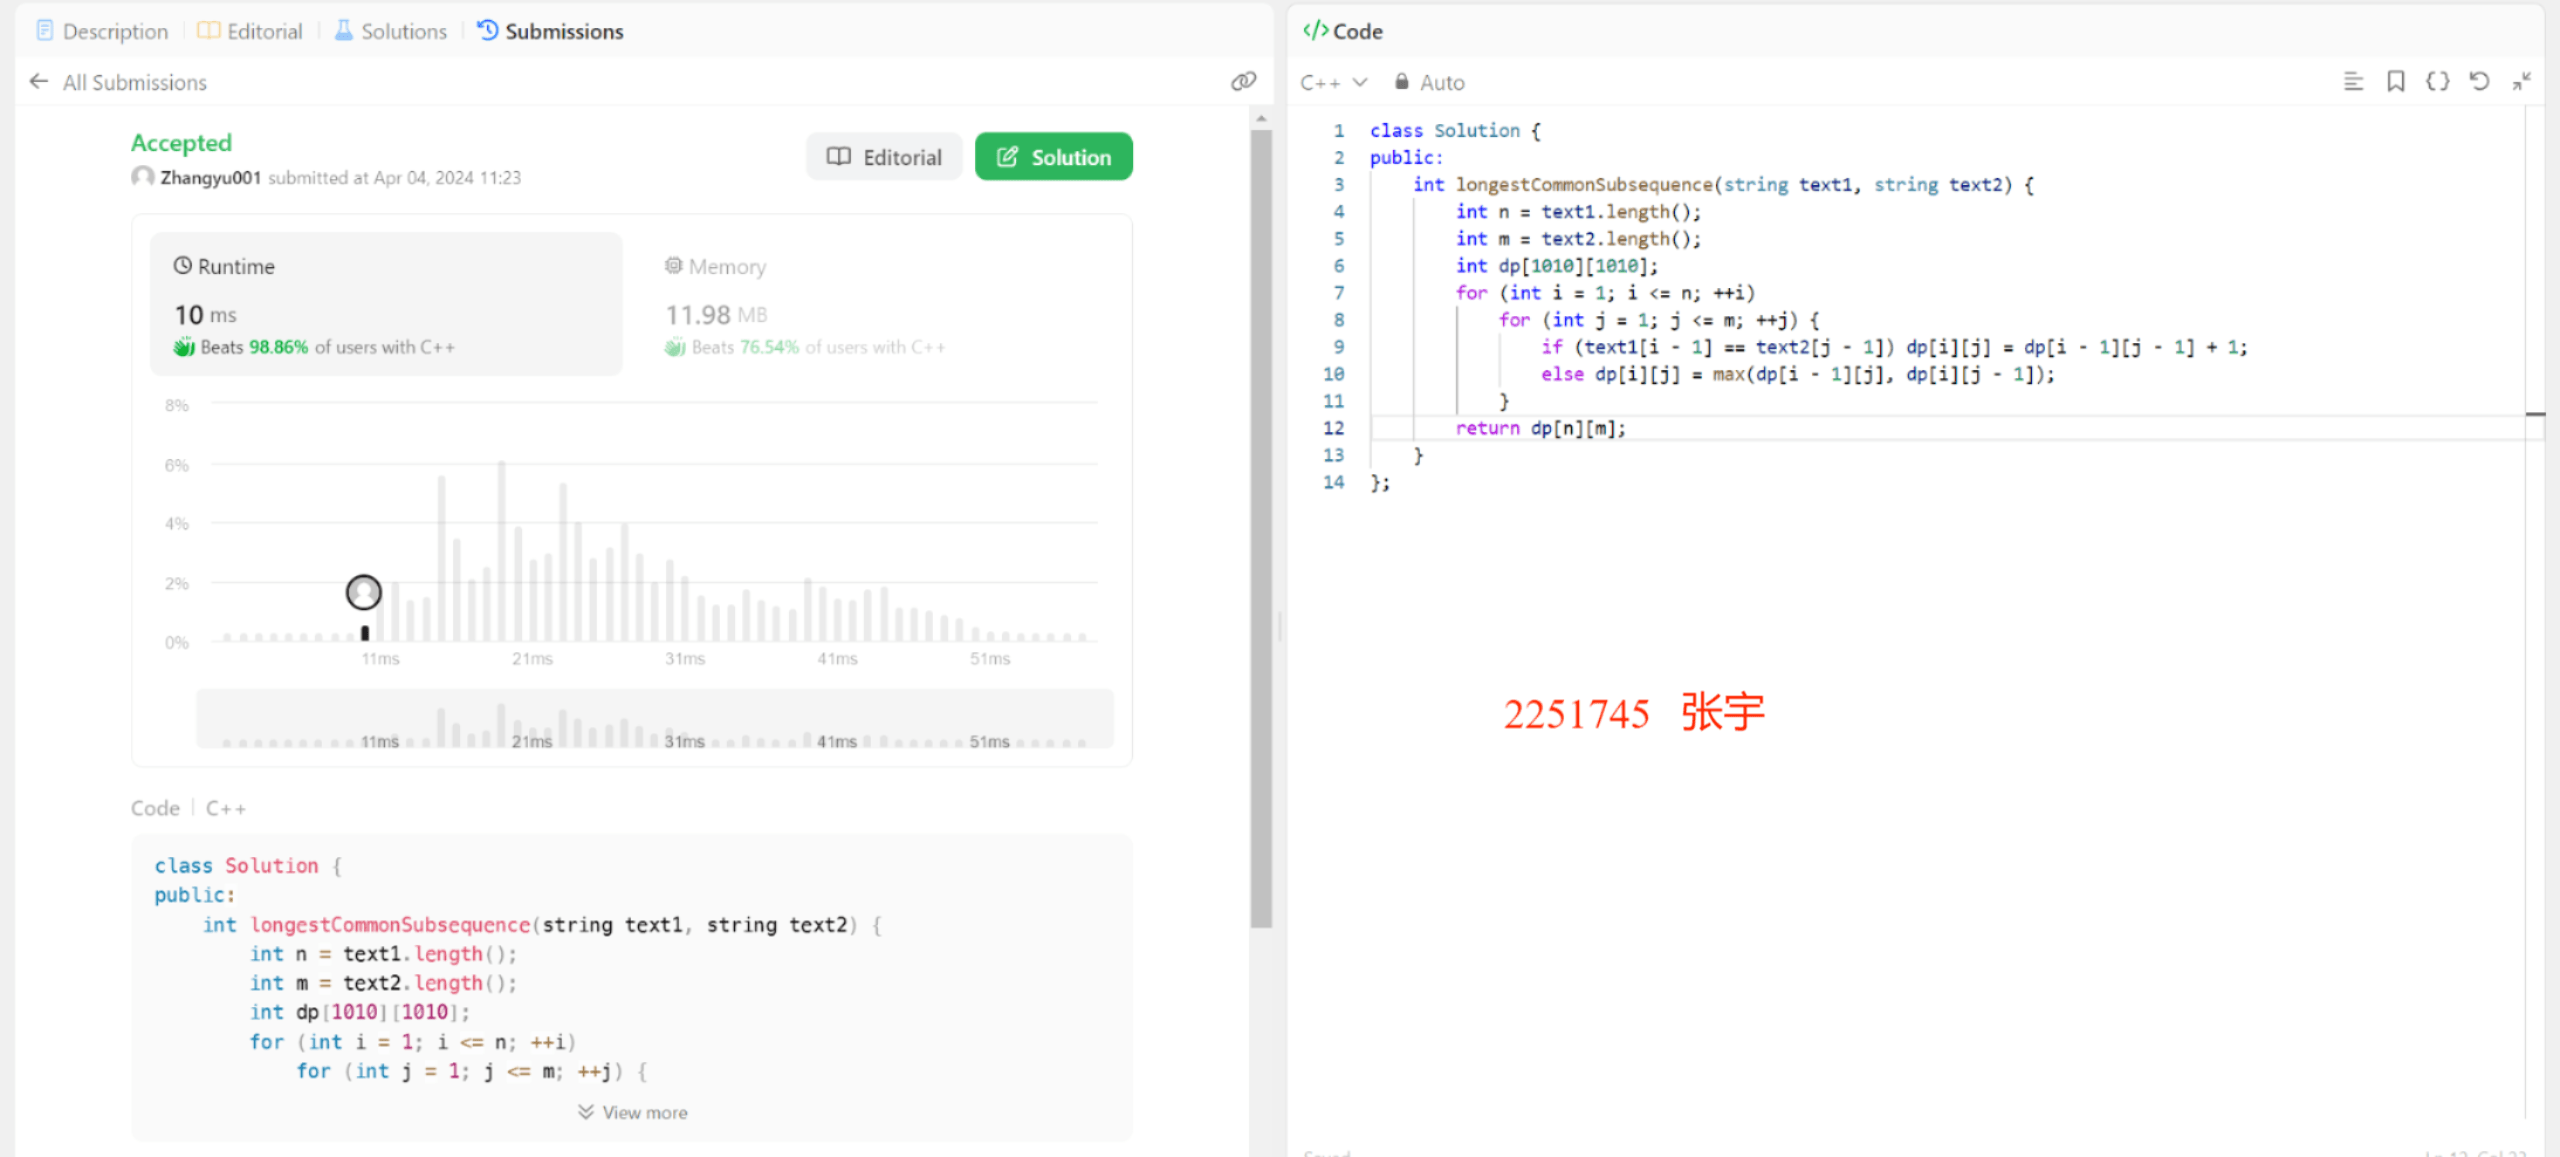 Description Editorial Solutions Submissions
All Submissions
Accepted
Zhangyu001 submitted at Apr 04, 2024 11:23
Editorial Solution
Runtime
10 ms
Beats 98.86% of users with C++
Memory
11.98 MB
Beats 76.54% of users with C++
8%
6%
4%
2%
0%
11ms 21ms 31ms 41ms 51ms
11ms 21ms 31ms 41ms 51ms
Code C++
class Solution {
public:
    int longestCommonSubsequence(string text1, string text2) {
        int n = text1.length();
        int m = text2.length();
        int dp[1010][1010];
        for (int i = 1; i <= n; ++i)
            for (int j = 1; j <= m; ++j) {
View more
</> Code
C++ Auto
1 class Solution {
2 public:
3     int longestCommonSubsequence(string text1, string text2) {
4         int n = text1.length();
5         int m = text2.length();
6         int dp[1010][1010];
7         for (int i = 1; i <= n; ++i)
8             for (int j = 1; j <= m; ++j) {
9                 if (text1[i - 1] == text2[j - 1]) dp[i][j] = dp[i - 1][j - 1] + 1;
10                 else dp[i][j] = max(dp[i - 1][j], dp[i][j - 1]);
11             }
12         return dp[n][m];
13     }
14 };
2251745 张宇